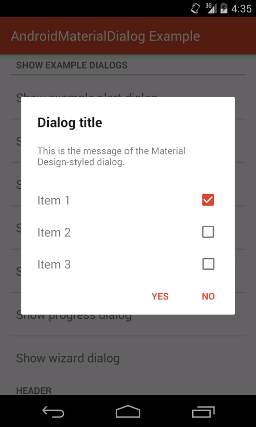 3G
4:35
AndroidMaterialDialog Example
SHOW EXAMPLE DIALOGS
Show example alert dialog
Dialog title
This is the message of the Material
Design-styled dialog.
Item 1
Item 2
Item 3
YES
NO
Show progress dialog
Show wizard dialog
HEADER